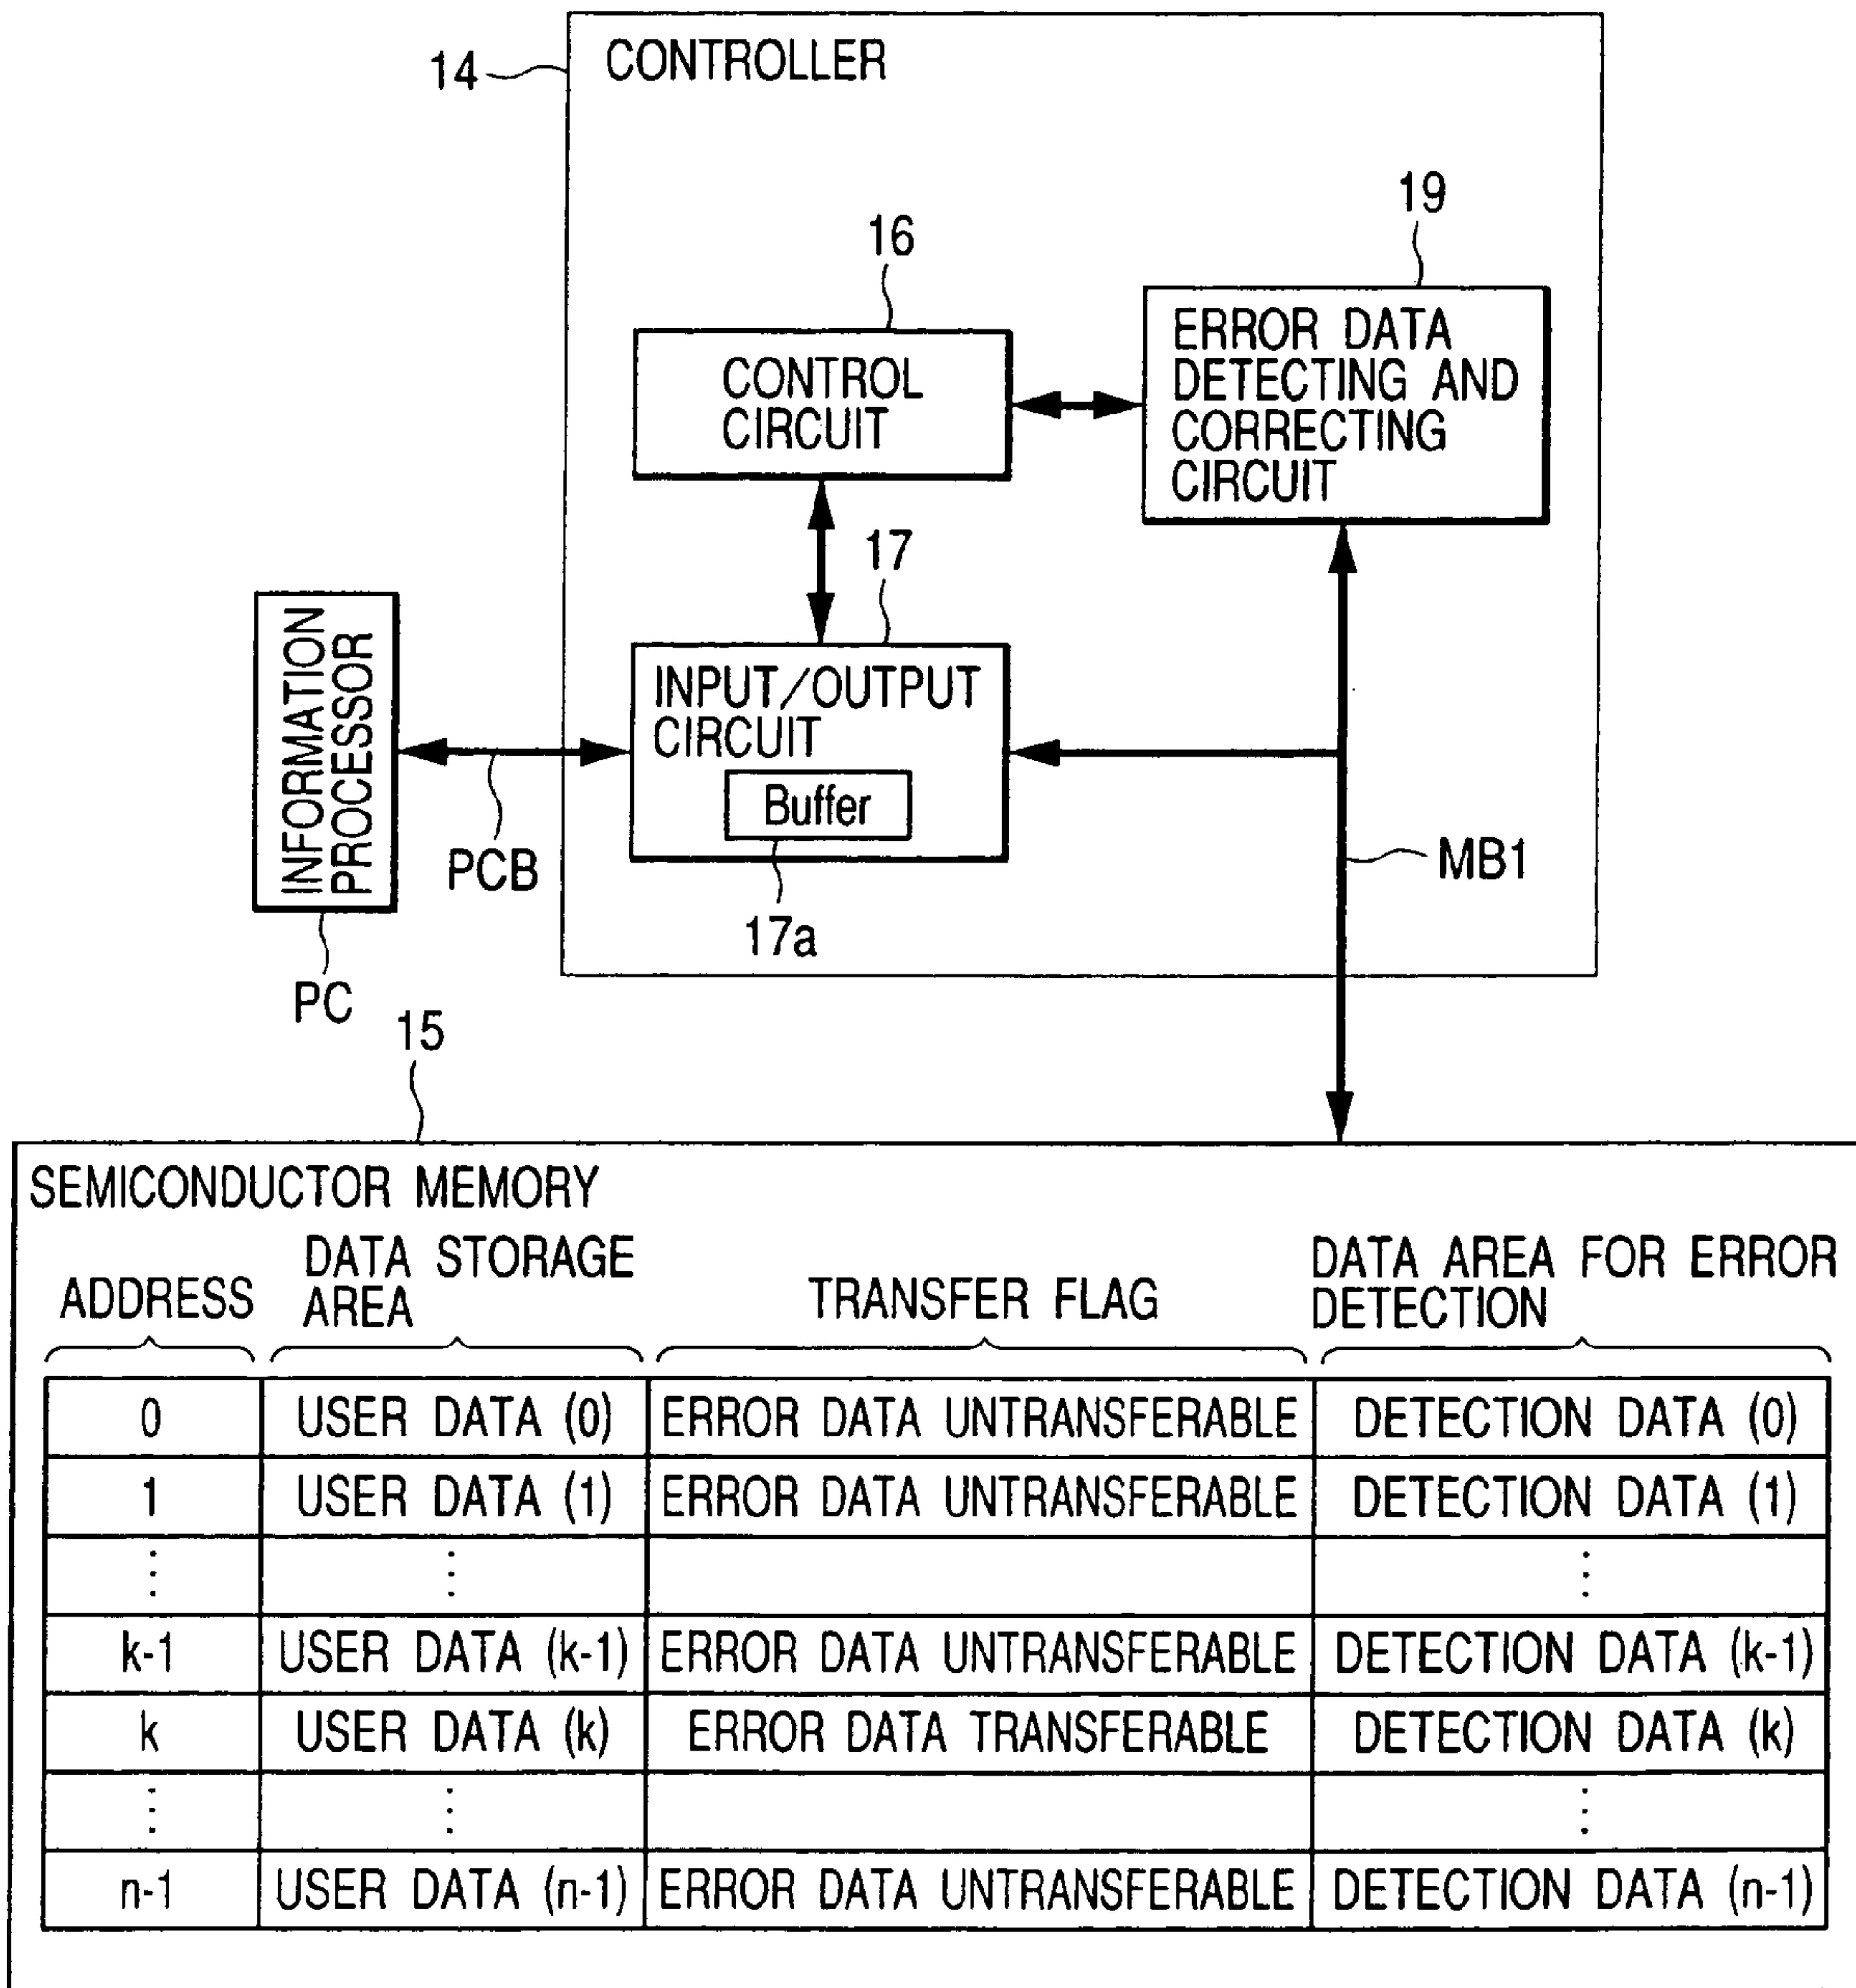 CONTROLLER
14
19
16
ERROR DATA
DETECTING AND
CORRECTING
CIRCUIT
CONTROL
CIRCUIT
17
INFORMATION
PROCESSOR
INPUT/OUTPUT
CIRCUIT
Buffer
PCB
MB1
17a
PC
15
SEMICONDUCTOR MEMORY
ADDRESS
DATA STORAGE
AREA
TRANSFER FLAG
DATA AREA FOR ERROR
DETECTION
0 USER DATA (0) ERROR DATA UNTRANSFERABLE DETECTION DATA (0)
1 USER DATA (1) ERROR DATA UNTRANSFERABLE DETECTION DATA (1)
⋮ ⋮ ⋮
k-1 USER DATA (k-1) ERROR DATA UNTRANSFERABLE DETECTION DATA (k-1)
k USER DATA (k) ERROR DATA TRANSFERABLE DETECTION DATA (k)
⋮ ⋮ ⋮
n-1 USER DATA (n-1) ERROR DATA UNTRANSFERABLE DETECTION DATA (n-1)